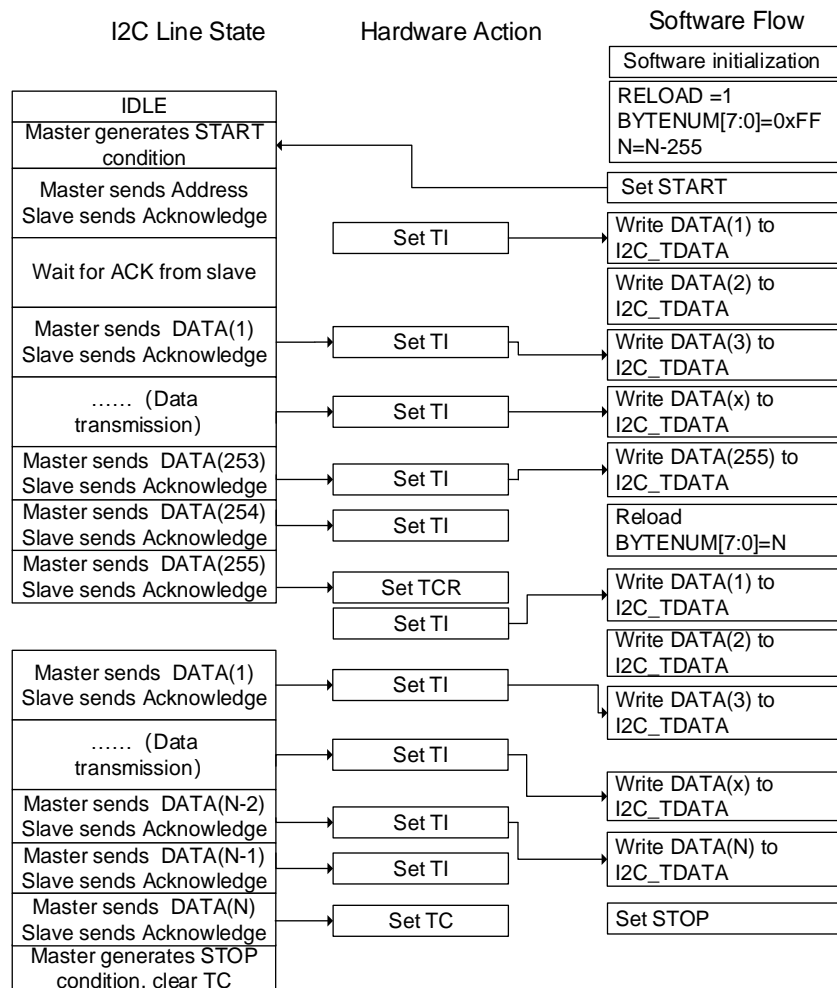 I2C Line State
Hardware Action
Software Flow
Software initialization
IDLE
RELOAD =1
BYTENUM[7:0]=0xFF
N=N-255
Master generates START
condition
Set START
Master sends Address
Slave sends Acknowledge
Set TI
Write DATA(1) to
I2C_TDATA
Wait for ACK from slave
Write DATA(2) to
I2C_TDATA
Master sends DATA(1)
Slave sends Acknowledge
Set TI
Write DATA(3) to
I2C_TDATA
…… (Data
transmission)
Set TI
Write DATA(x) to
I2C_TDATA
Master sends DATA(253)
Slave sends Acknowledge
Set TI
Write DATA(255) to
I2C_TDATA
Master sends DATA(254)
Slave sends Acknowledge
Set TI
Reload
BYTENUM[7:0]=N
Master sends DATA(255)
Slave sends Acknowledge
Set TCR
Set TI
Write DATA(1) to
I2C_TDATA
Write DATA(2) to
I2C_TDATA
Master sends DATA(1)
Slave sends Acknowledge
Set TI
Write DATA(3) to
I2C_TDATA
…… (Data
transmission)
Set TI
Write DATA(x) to
I2C_TDATA
Master sends DATA(N-2)
Slave sends Acknowledge
Set TI
Write DATA(N) to
I2C_TDATA
Master sends DATA(N-1)
Slave sends Acknowledge
Set TI
Master sends DATA(N)
Slave sends Acknowledge
Set TC
Set STOP
Master generates STOP
condition, clear TC